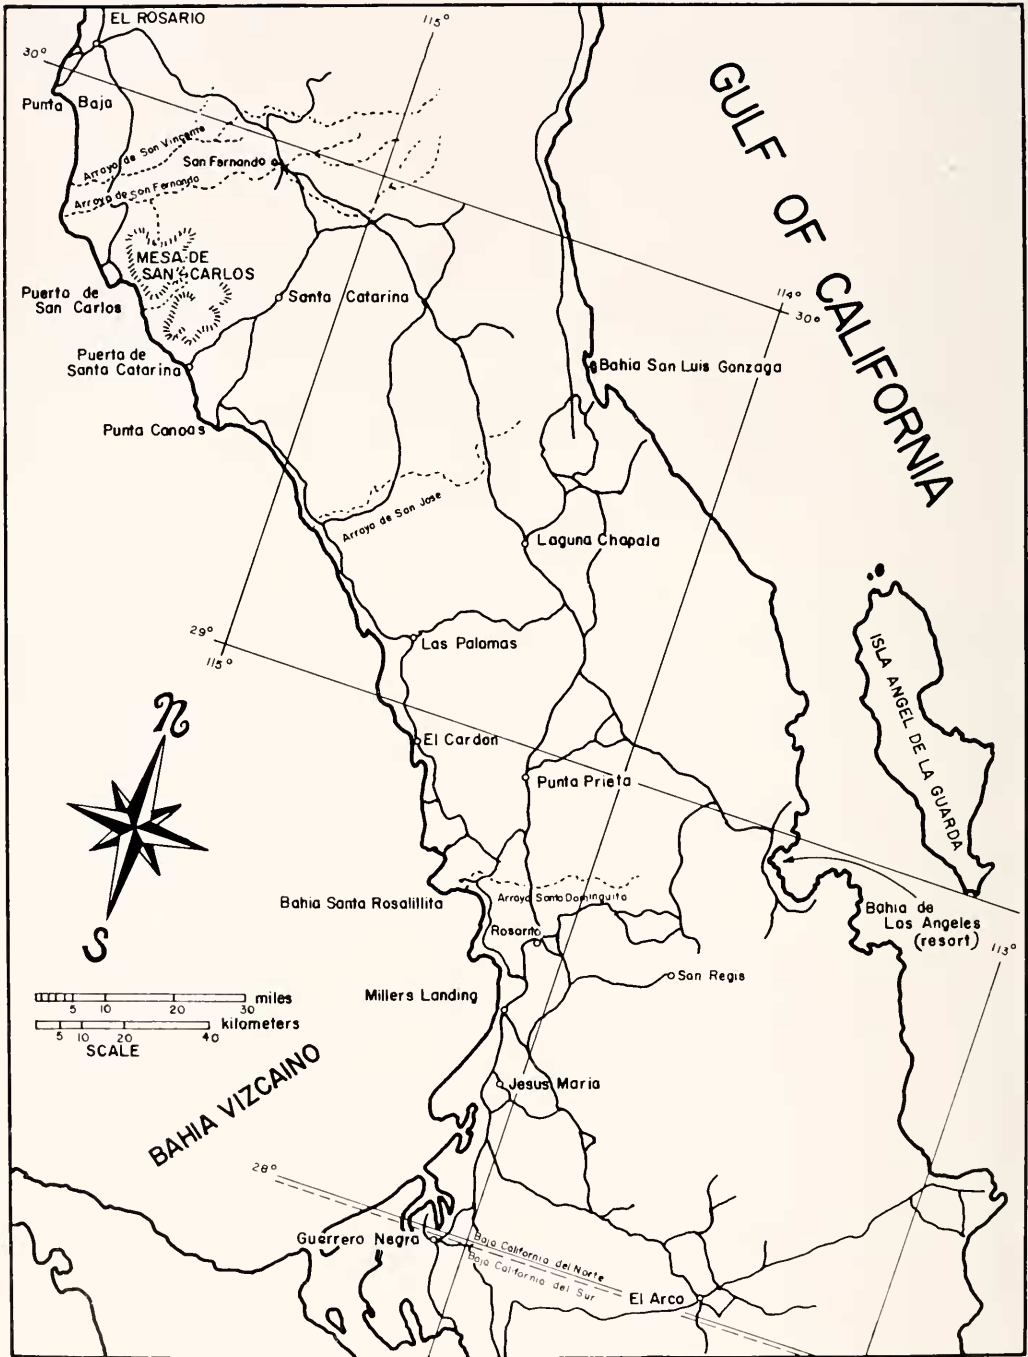 EL ROSARIO
115°
30°
Punta Baja
GULF OF CALIFORNIA
Arroyo de San Vincente
San Fernando
Arroyo de San Fernando
MESA DE
SAN CARLOS
Puerto de
San Carlos
Santa Catarina
114°
30°
Puerta de
Santa Catarina
Bahia San Luis Gonzaga
Punta Canoas
Arroyo de San Jose
Laguna Chapala
29°
115°
Las Palomas
ISLA ANGEL DE LA GUARDA
N
El Cardon
Punta Prieta
S
Bahia Santa Rosalillita
Arroyo Santo Dominguito
Bahia de
Los Angeles
(resort)
Rosarito
113°
San Regis
Millers Landing
miles
5 10 20 30
kilometers
5 10 20 40
SCALE
Jesus Maria
BAHIA VIZCAINO
28°
Guerrero Negro
Baja California del Norte
Baja California del Sur
El Arco